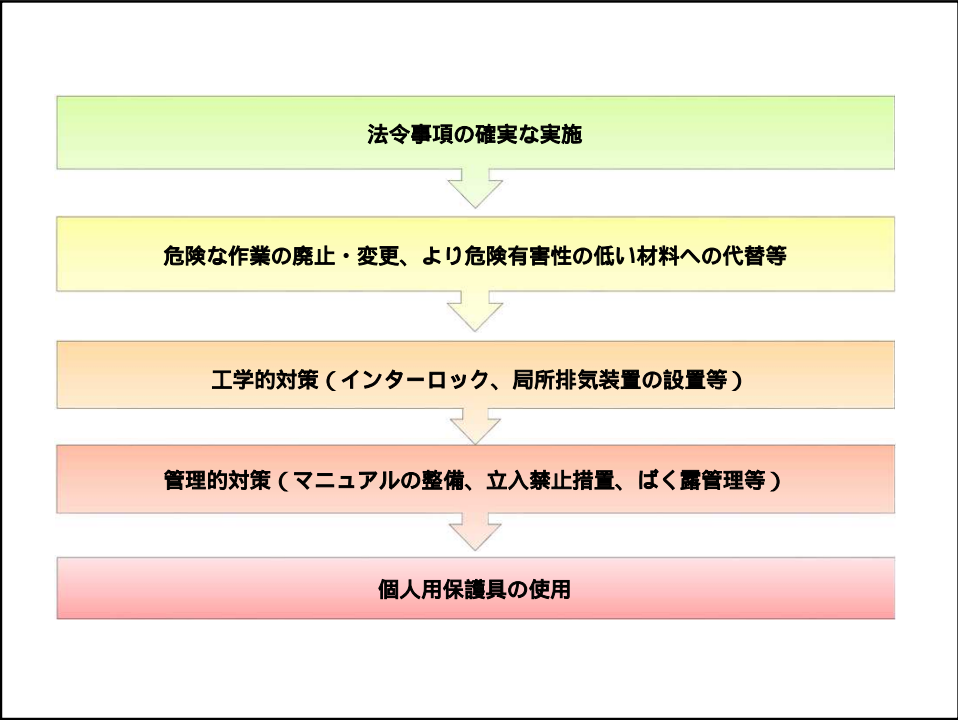 法令事項の確実な実施
危険な作業の廃止・変更、より危険有害性の低い材料への代替等
工学的対策(インターロック、局所排気装置の設置等)
管理的対策(マニュアルの整備、立入禁止措置、ばく露管理等)
個人用保護具の使用